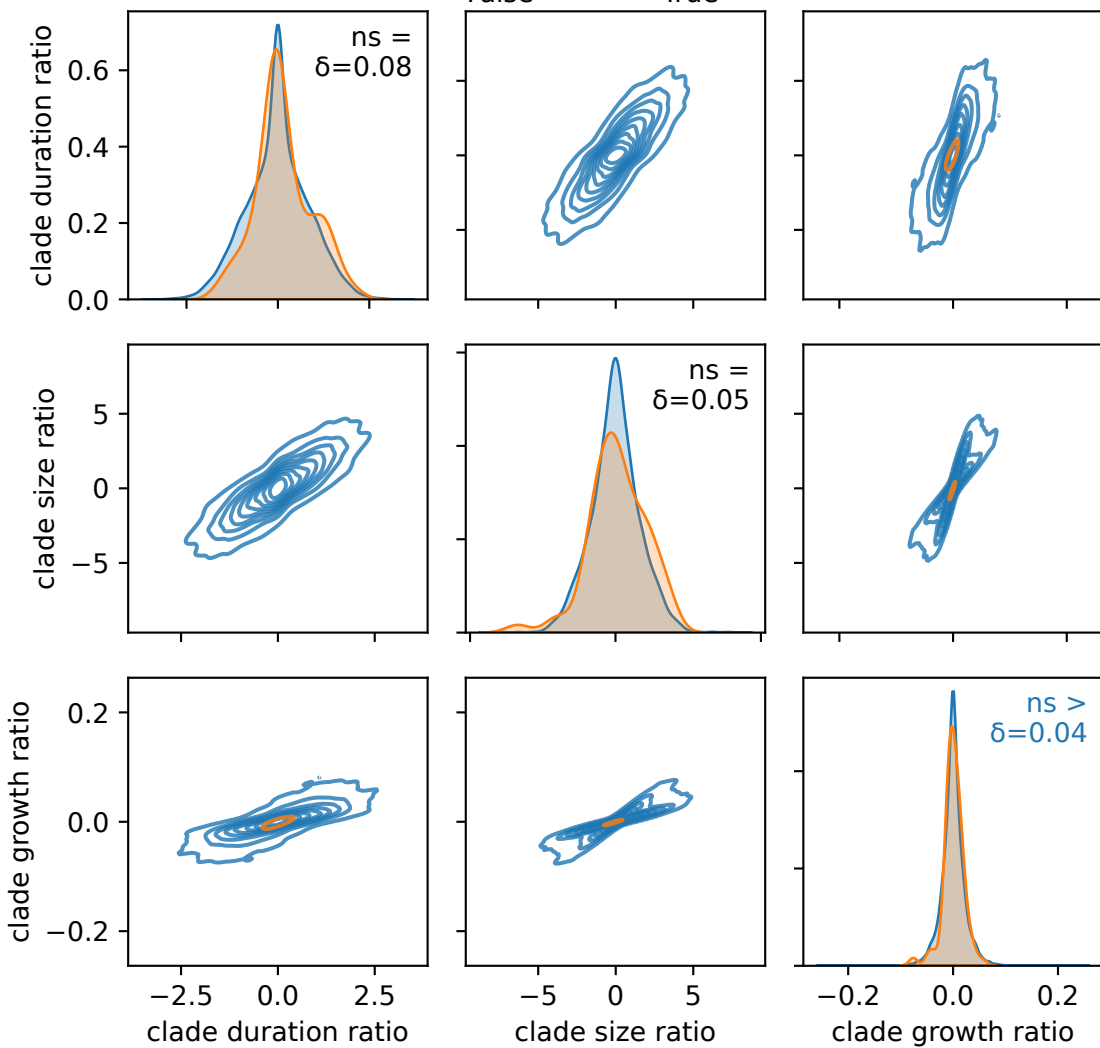 clade duration ratio
0.6
0.4
0.2
0.0
ns =
δ=0.08
clade size ratio
5
0
−5
ns =
δ=0.05
clade growth ratio
0.2
0.0
−0.2
ns >
δ=0.04
−2.5 0.0 2.5
−5 0 5
−0.2 0.0 0.2
clade duration ratio
clade size ratio
clade growth ratio